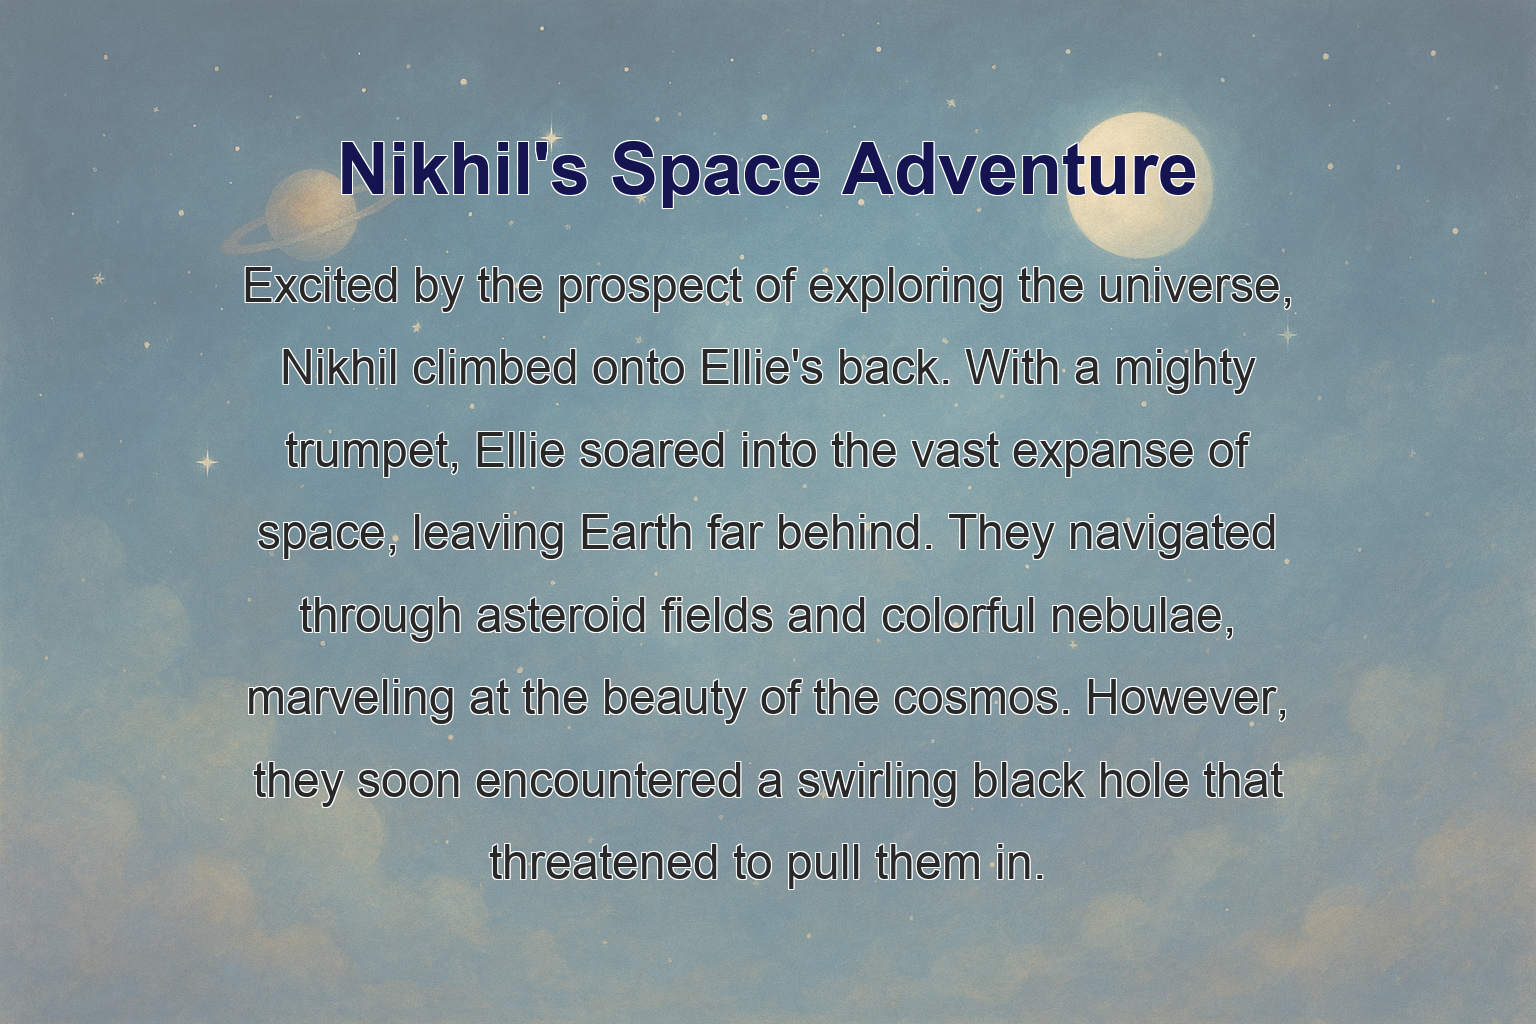 Nikhil's Space Adventure
Excited by the prospect of exploring the universe,
Nikhil climbed onto Ellie's back. With a mighty
trumpet, Ellie soared into the vast expanse of
space, leaving Earth far behind. They navigated
through asteroid fields and colorful nebulae,
marveling at the beauty of the cosmos. However,
they soon encountered a swirling black hole that
threatened to pull them in.